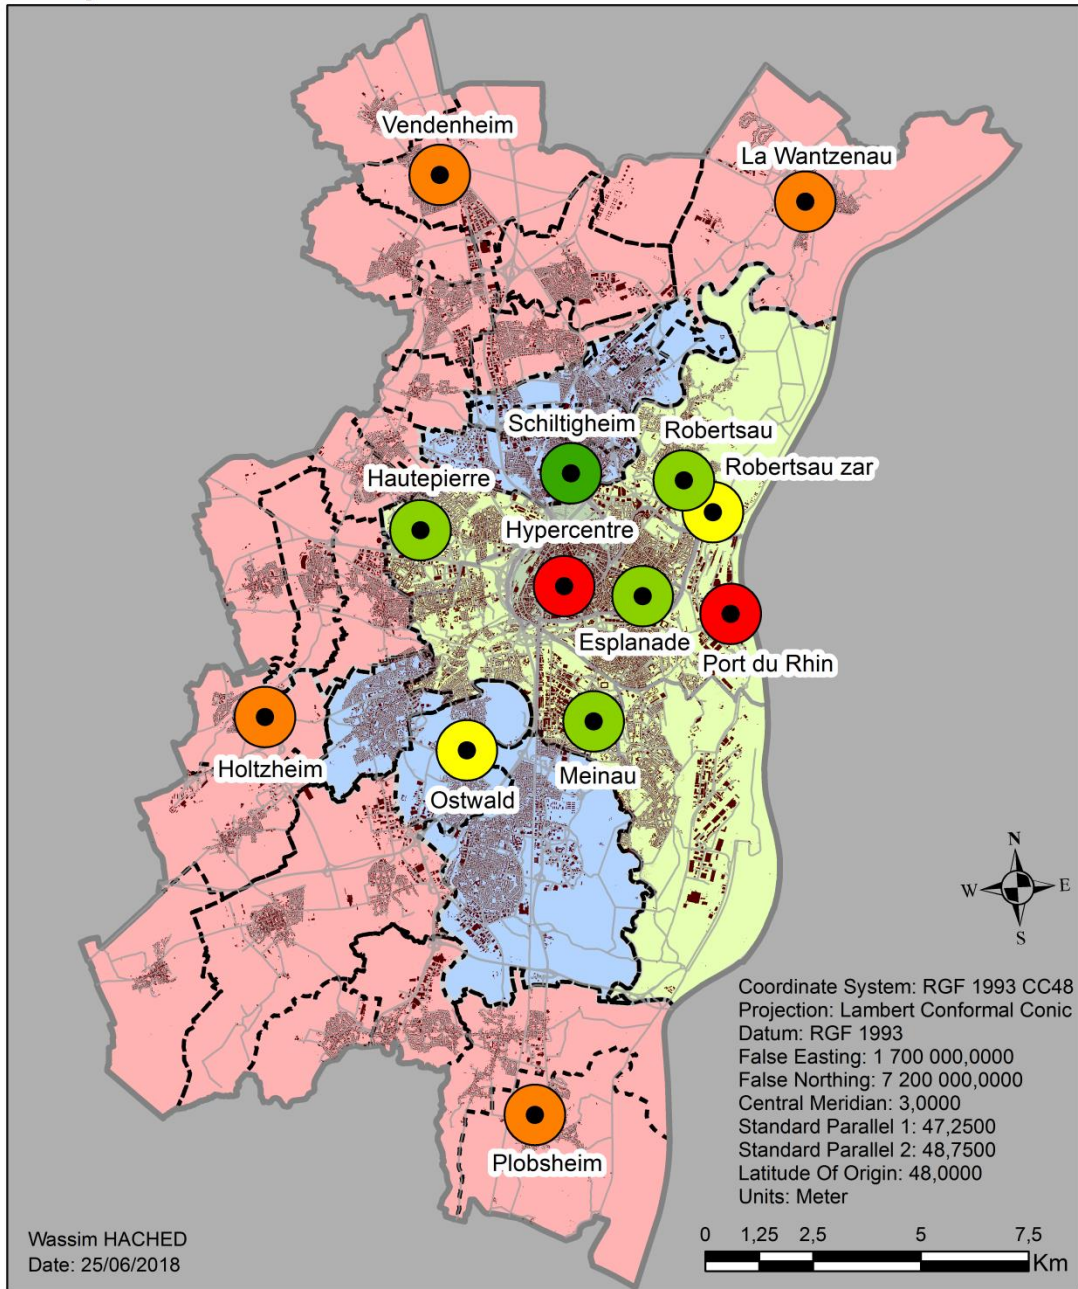 Vendenheim
La Wantzenau
Schiltigheim
Robertsau
Hautepierre
Robertsau zar
Hypercentre
Esplanade
Port du Rhin
Holtzheim
Meinau
Ostwald
N
W
E
S
Plobsheim
Coordinate System: RGF 1993 CC48
Projection: Lambert Conformal Conic
Datum: RGF 1993
False Easting: 1 700 000,0000
False Northing: 7 200 000,0000
Central Meridian: 3,0000
Standard Parallel 1: 47,2500
Standard Parallel 2: 48,7500
Latitude Of Origin: 48,0000
Units: Meter
Wassim HACHED
Date: 25/06/2018
0 1,25 2,5 5 7,5
Km